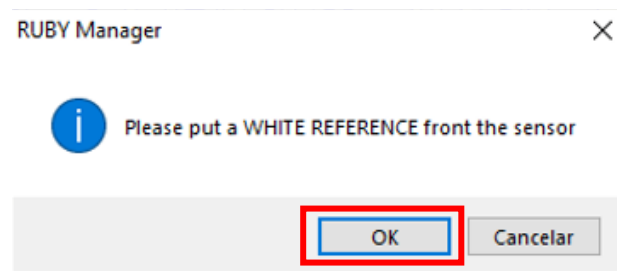 RUBY Manager
Please put a WHITE REFERENCE front the sensor
OK Cancelar